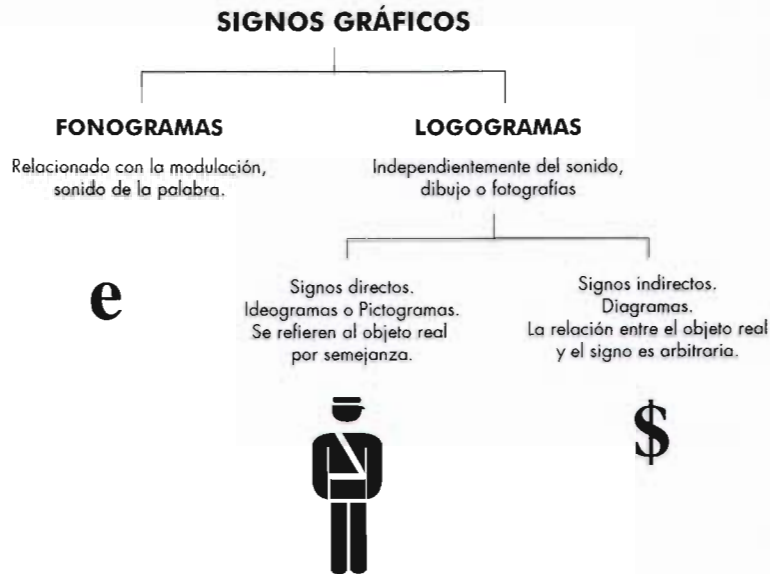 SIGNOS GRÁFICOS
FONOGRAMAS
Relacionado con la modulación,
sonido de la palabra.
e
LOGOGRAMAS
Independientemente del sonido,
dibujo o fotografías
Signos directos.
Ideogramas o Pictogramas.
Se refieren al objeto real
por semejanza.
Signos indirectos.
Diagramas.
La relación entre el objeto real
y el signo es arbitraria.
$